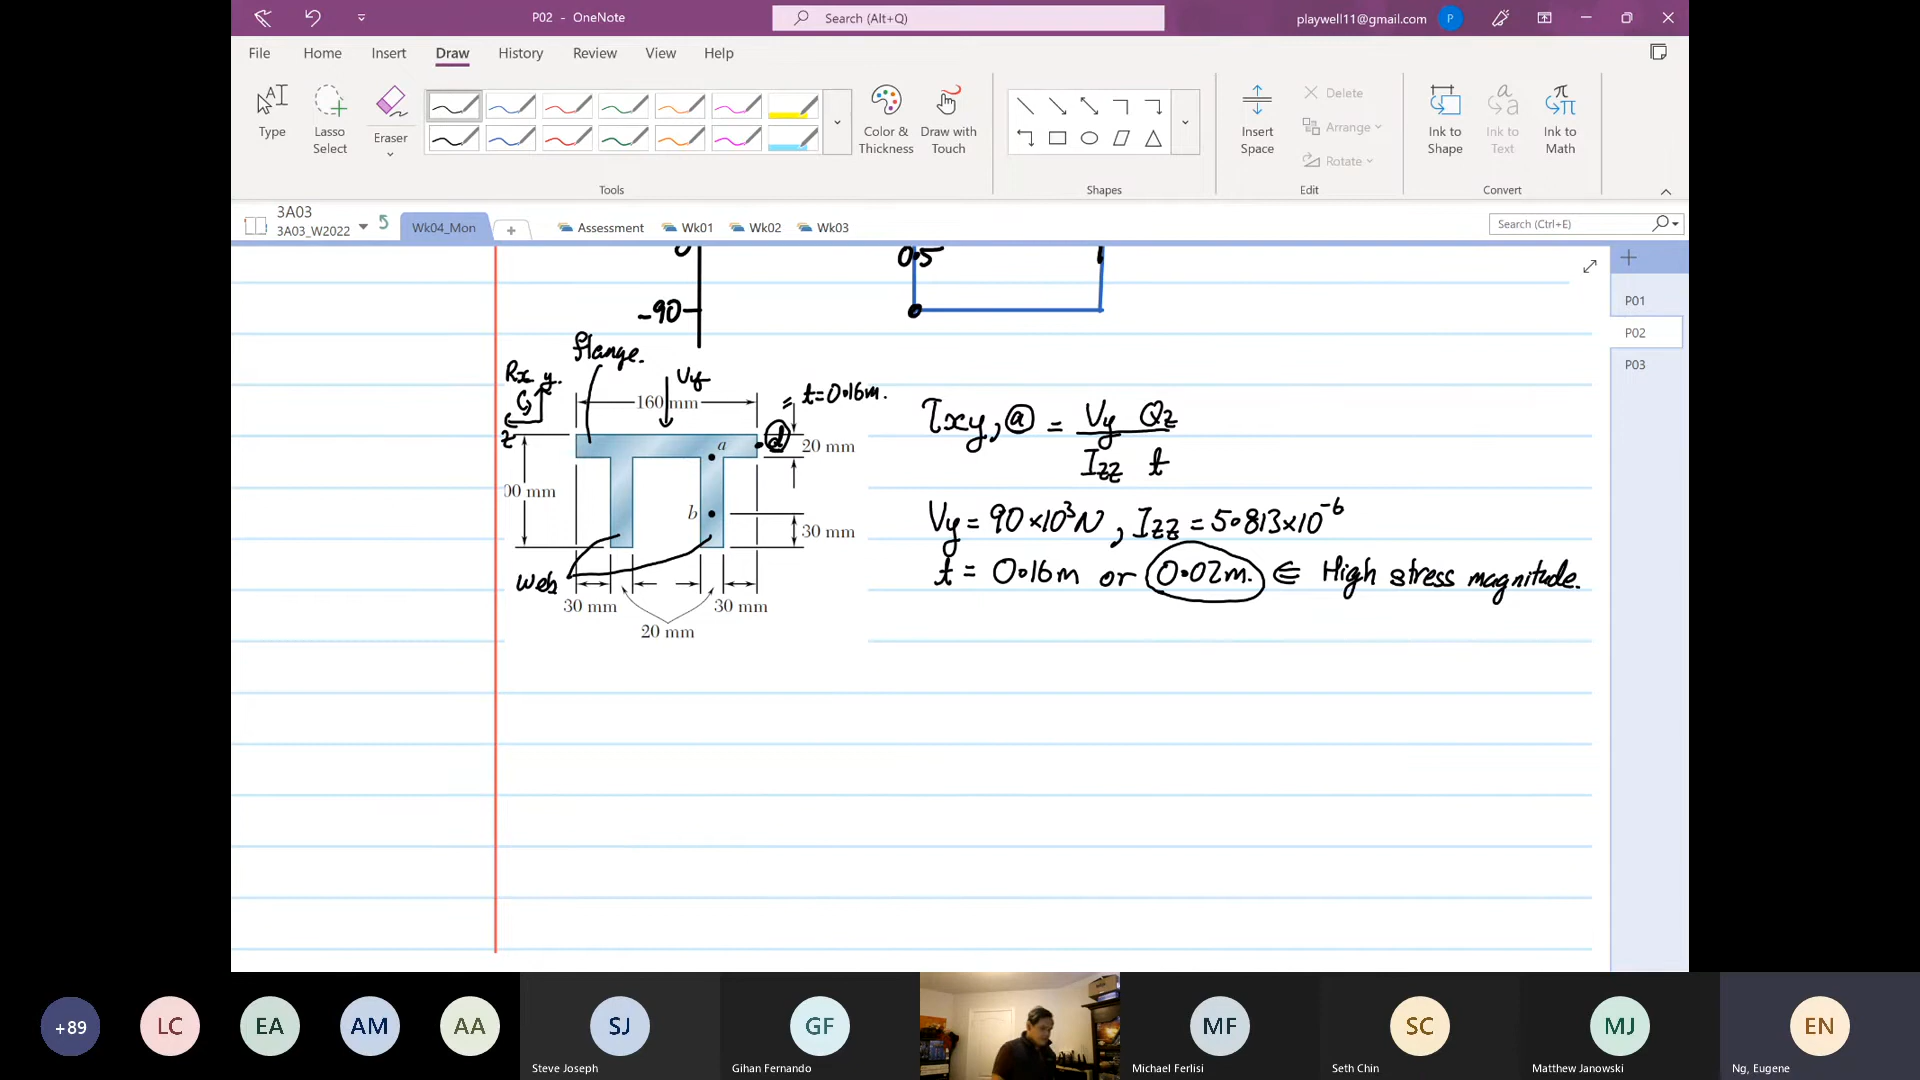 P02 - OneNote
Search (Alt+Q)
playwell11@gmail.com
P
File Home Insert Draw History Review View Help
Type
Lasso Select
Eraser
Color & Thickness
Draw with Touch
Insert Space
Delete
Arrange
Rotate
Ink to Shape
Ink to Text
Ink to Math
Tools
Shapes
Edit
Convert
3A03
3A03_W2022
Wk04_Mon
Assessment
Wk01
Wk02
Wk03
Search (Ctrl+E)
P01
P02
P03
0.5
-90
flange.
Rx y.
z
Vy
160 mm
= t=0.16m.
d
a
20 mm
00 mm
b
30 mm
Web
30 mm
30 mm
20 mm
τxy, ⓐ = Vy Qz / Izz t
Vy = 90×10³N, Izz = 5.813×10⁻⁶
t = 0.16m or 0.02m. ⇐ High stress magnitude.
+89
LC
EA
AM
AA
SJ
Steve Joseph
GF
Gihan Fernando
MF
Michael Ferlisi
SC
Seth Chin
MJ
Matthew Janowski
EN
Ng, Eugene